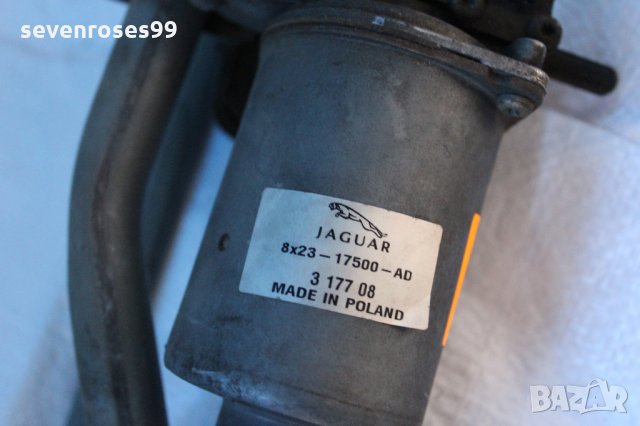 sevenroses99
JAGUAR
8x23-17500-AD
3 177 08
MADE IN POLAND
BAZAR